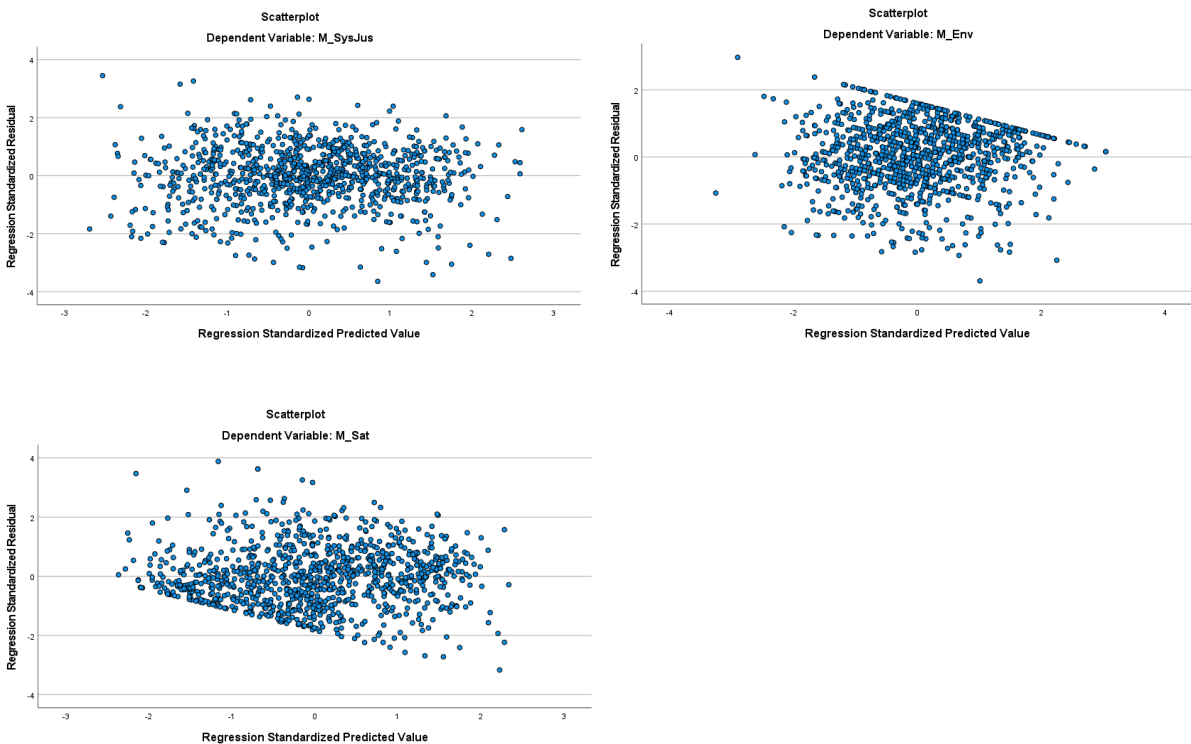 Scatterplot
Dependent Variable: M_SysJus
Regression Standardized Residual
4
2
0
-2
-4
-3
-2
-1
0
1
2
3
Regression Standardized Predicted Value
Scatterplot
Dependent Variable: M_Env
Regression Standardized Residual
2
0
-2
-4
-4
-2
0
2
4
Regression Standardized Predicted Value
Scatterplot
Dependent Variable: M_Sat
Regression Standardized Residual
4
2
0
-2
-4
-3
-2
-1
0
1
2
3
Regression Standardized Predicted Value